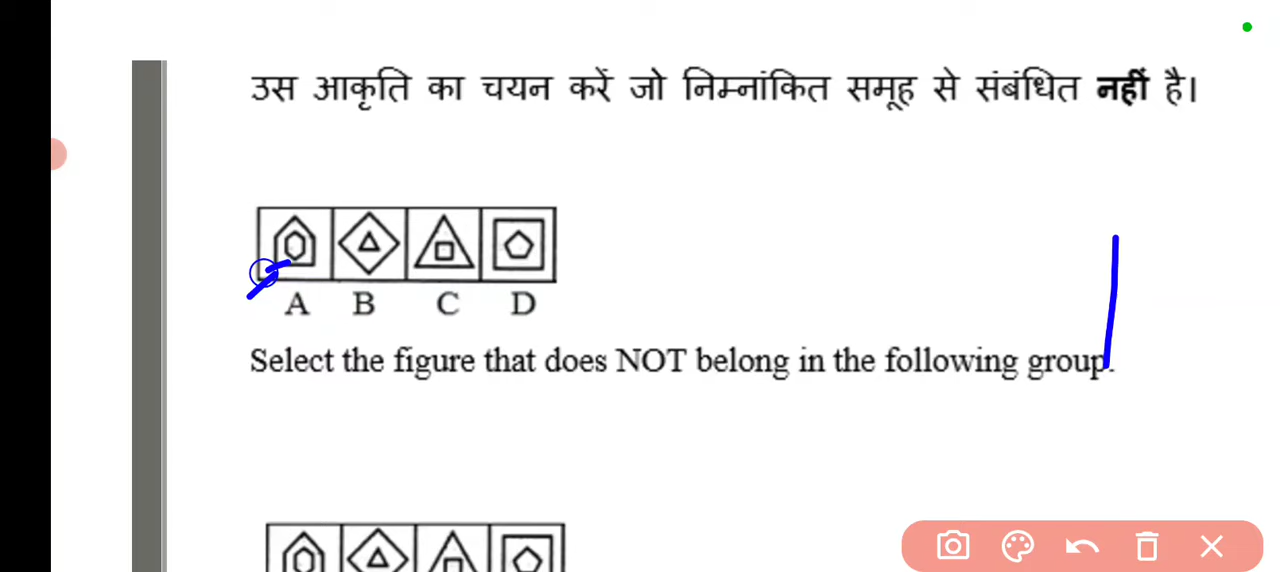 उस आकृति का चयन करें जो निम्नांकित समूह से संबंधित नहीं है।
A B C D
Select the figure that does NOT belong in the following group.